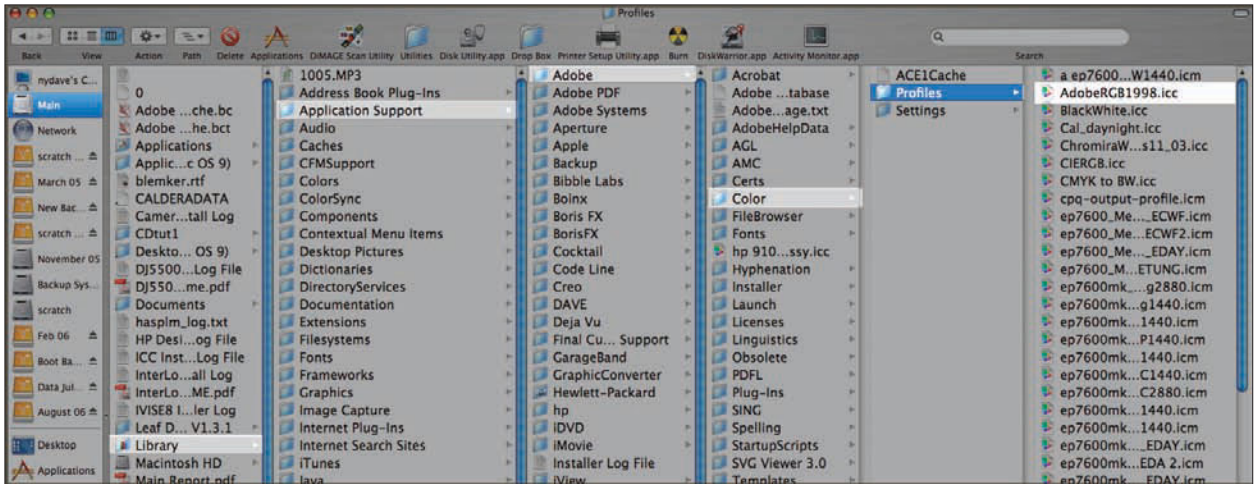 Profiles
Back View Action Path Delete Applications DiMAGE Scan Utility Utilities Disk Utility.app Drop Box Printer Setup Utility.app Burn DiskWarrior.app Activity Monitor.app Search
nydave's C...
Main
Network
scratch ...
March 05
New Bac...
scratch ...
November 05
Backup Sys...
scratch
Feb 06
Boot Ba...
Data Jul...
August 06
Desktop
Applications
0
Adobe ...che.bc
Adobe ...he.bct
Applications
Applic...c OS 9)
blemker.rtf
CALDERADATA
Camer...tall Log
CDtut1
Deskto... OS 9)
DJ5500...Log File
DJ550...me.pdf
Documents
hasplm_log.txt
HP Desi...og File
ICC Inst...Log File
InterLo...all Log
InterLo...ME.pdf
IVISE8 I...ler Log
Leaf D... V1.3.1
Library
Macintosh HD
Main Report.pdf
1005.MP3
Address Book Plug-Ins
Application Support
Audio
Caches
CFMSupport
Colors
ColorSync
Components
Contextual Menu Items
Desktop Pictures
Dictionaries
DirectoryServices
Documentation
Extensions
Filesystems
Fonts
Frameworks
Graphics
Image Capture
Internet Plug-Ins
Internet Search Sites
iTunes
Java
Adobe
Adobe PDF
Adobe Systems
Aperture
Apple
Backup
Bibble Labs
Boinx
Boris FX
BorisFX
Cocktail
Code Line
Creo
DAVE
Deja Vu
Final Cu... Support
GarageBand
GraphicConverter
Hewlett-Packard
hp
iDVD
iMovie
Installer Log File
iView
Acrobat
Adobe ...tabase
Adobe...age.txt
AdobeHelpData
AGL
AMC
Certs
Color
FileBrowser
Fonts
hp 910...ssy.icc
Hyphenation
Installer
Launch
Licenses
Linguistics
Obsolete
PDFL
Plug-Ins
SING
Spelling
StartupScripts
SVG Viewer 3.0
Templates
ACE1Cache
Profiles
Settings
a ep7600...W1440.icm
AdobeRGB1998.icc
BlackWhite.icc
Cal_daynight.icc
ChromiraW...s11_03.icc
CIERGB.icc
CMYK to BW.icc
cpq-output-profile.icm
ep7600_Me..._ECWF.icm
ep7600_Me...ECWF2.icm
ep7600_Me..._EDAY.icm
ep7600_M...ETUNG.icm
ep7600mk_...g2880.icm
ep7600mk...g1440.icm
ep7600mk...P1440.icm
ep7600mk...1440.icm
ep7600mk...C1440.icm
ep7600mk...C2880.icm
ep7600mk...1440.icm
ep7600mk...1440.icm
ep7600mk..._EDAY.icm
ep7600mk...EDA 2.icm
ep7600mk...EDAY.icm